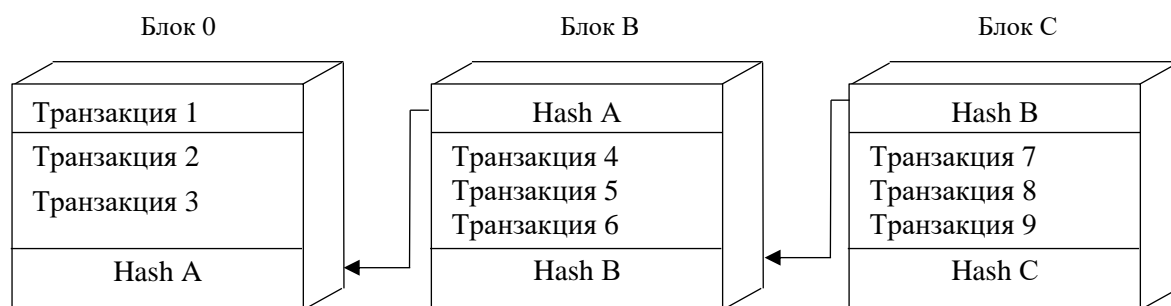 Блок 0
Блок B
Блок C
Транзакция 1
Транзакция 2
Транзакция 3
Hash A
Hash A
Транзакция 4
Транзакция 5
Транзакция 6
Hash B
Hash B
Транзакция 7
Транзакция 8
Транзакция 9
Hash C